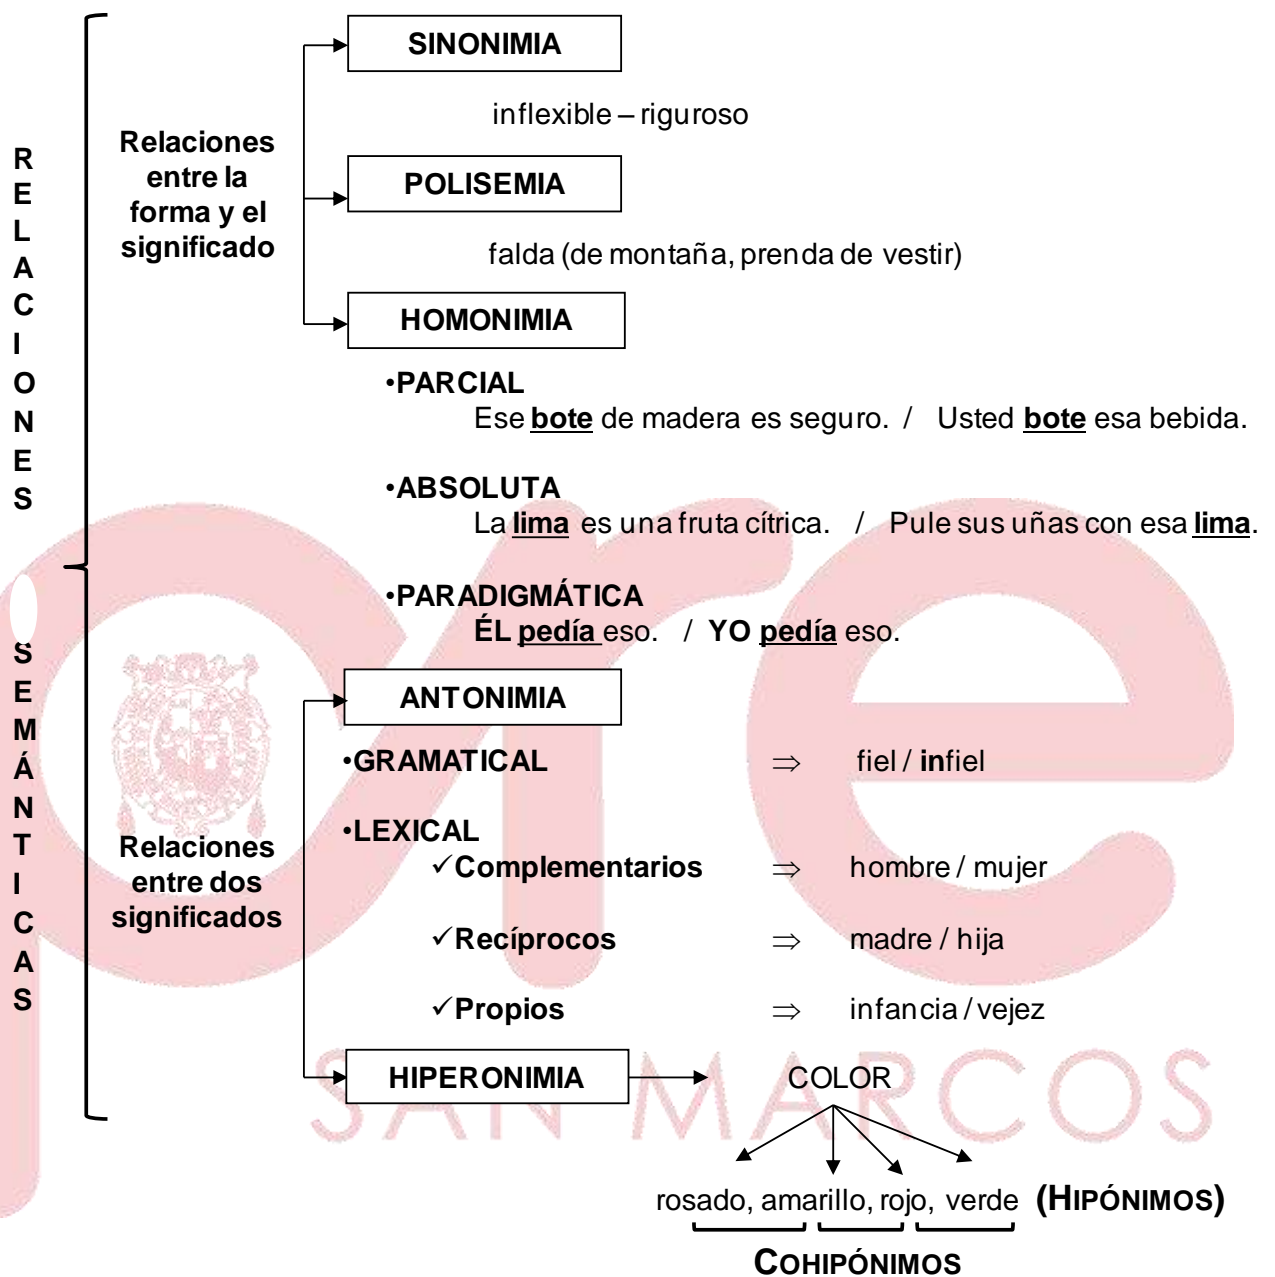 RELACIONES SEMÁNTICAS
Relaciones
entre la
forma y el
significado
SINONIMIA
inflexible – riguroso
POLISEMIA
falda (de montaña, prenda de vestir)
HOMONIMIA
•PARCIAL
Ese bote de madera es seguro. / Usted bote esa bebida.
•ABSOLUTA
La lima es una fruta cítrica. / Pule sus uñas con esa lima.
•PARADIGMÁTICA
ÉL pedía eso. / YO pedía eso.
Relaciones
entre dos
significados
ANTONIMIA
•GRAMATICAL ⇒ fiel / infiel
•LEXICAL
✓Complementarios ⇒ hombre / mujer
✓Recíprocos ⇒ madre / hija
✓Propios ⇒ infancia / vejez
HIPERONIMIA COLOR
rosado, amarillo, rojo, verde (HIPÓNIMOS)
COHIPÓNIMOS
pre
SAN MARCOS